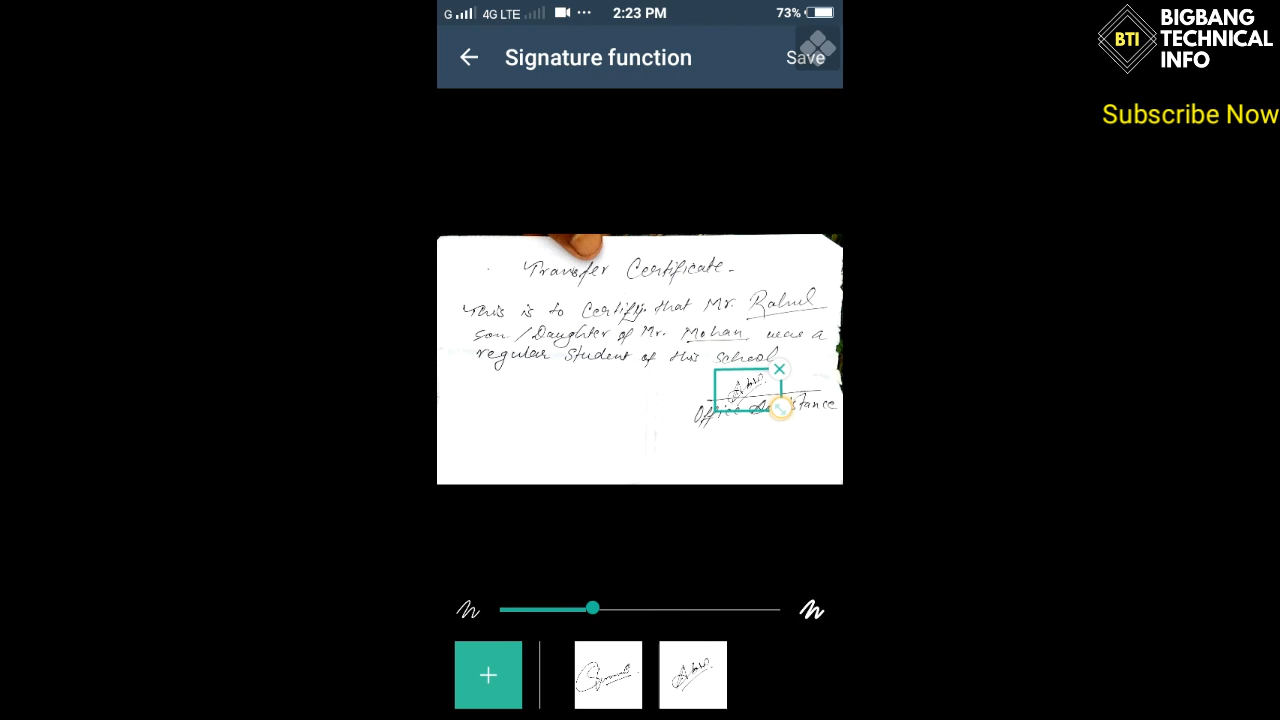 G 4G LTE 2:23 PM 73%
Signature function Save
BTI BIGBANG TECHNICAL INFO
Subscribe Now
Transfer Certificate-
This is to Certify that Mr. Rahul
son/Daughter of Mr. Mohan was a
regular student of this school
Office Assistance